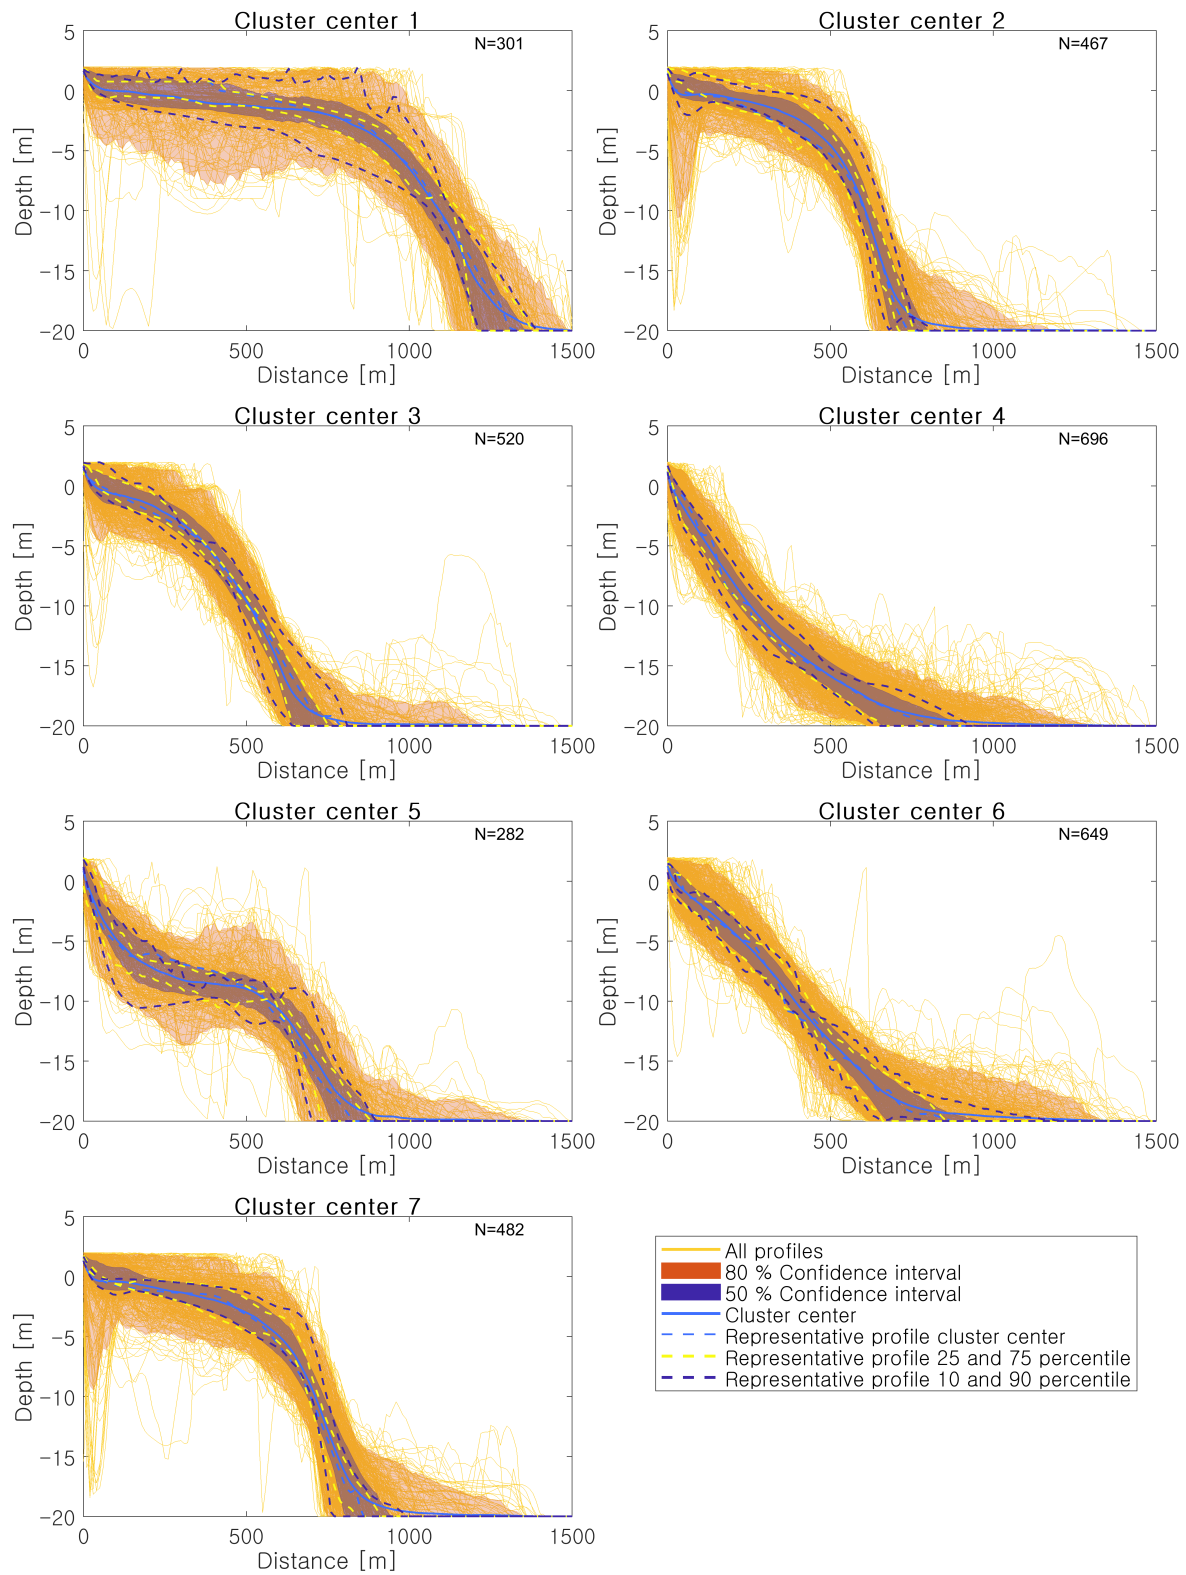 Cluster center 1
N=301
5
0
−5
−10
−15
−20
Depth [m]
0 500 1000 1500
Distance [m]
Cluster center 2
N=467
5
0
−5
−10
−15
−20
Depth [m]
0 500 1000 1500
Distance [m]
Cluster center 3
N=520
5
0
−5
−10
−15
−20
Depth [m]
0 500 1000 1500
Distance [m]
Cluster center 4
N=696
5
0
−5
−10
−15
−20
Depth [m]
0 500 1000 1500
Distance [m]
Cluster center 5
N=282
5
0
−5
−10
−15
−20
Depth [m]
0 500 1000 1500
Distance [m]
Cluster center 6
N=649
5
0
−5
−10
−15
−20
Depth [m]
0 500 1000 1500
Distance [m]
Cluster center 7
N=482
5
0
−5
−10
−15
−20
Depth [m]
0 500 1000 1500
Distance [m]
All profiles
80 % Confidence interval
50 % Confidence interval
Cluster center
Representative profile cluster center
Representative profile 25 and 75 percentile
Representative profile 10 and 90 percentile